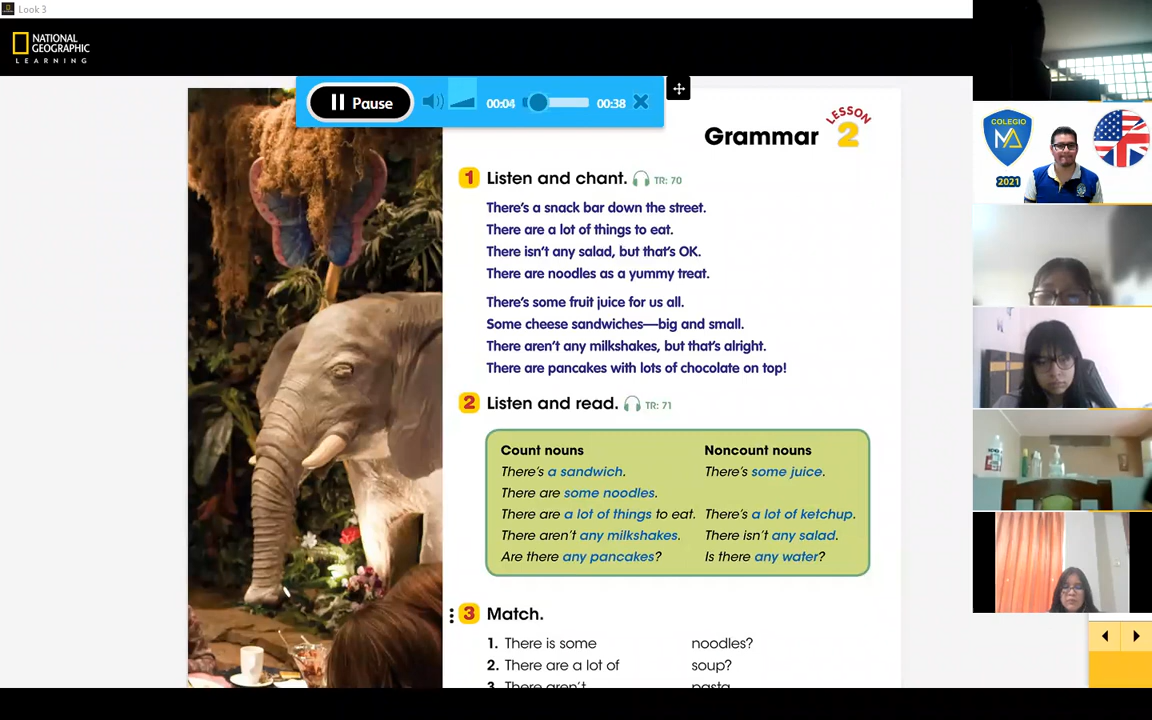 Look 3
NATIONAL
GEOGRAPHIC
LEARNING
Pause
00:04
00:38
Grammar
LESSON
2
1 Listen and chant. TR: 70
There's a snack bar down the street.
There are a lot of things to eat.
There isn't any salad, but that's OK.
There are noodles as a yummy treat.
There's some fruit juice for us all.
Some cheese sandwiches—big and small.
There aren't any milkshakes, but that's alright.
There are pancakes with lots of chocolate on top!
2 Listen and read. TR: 71
Count nouns
There's a sandwich.
There are some noodles.
There are a lot of things to eat.
There aren't any milkshakes.
Are there any pancakes?
Noncount nouns
There's some juice.
There's a lot of ketchup.
There isn't any salad.
Is there any water?
3 Match.
1. There is some noodles?
2. There are a lot of soup?
3. There aren't pasta
COLEGIO
MA
2021